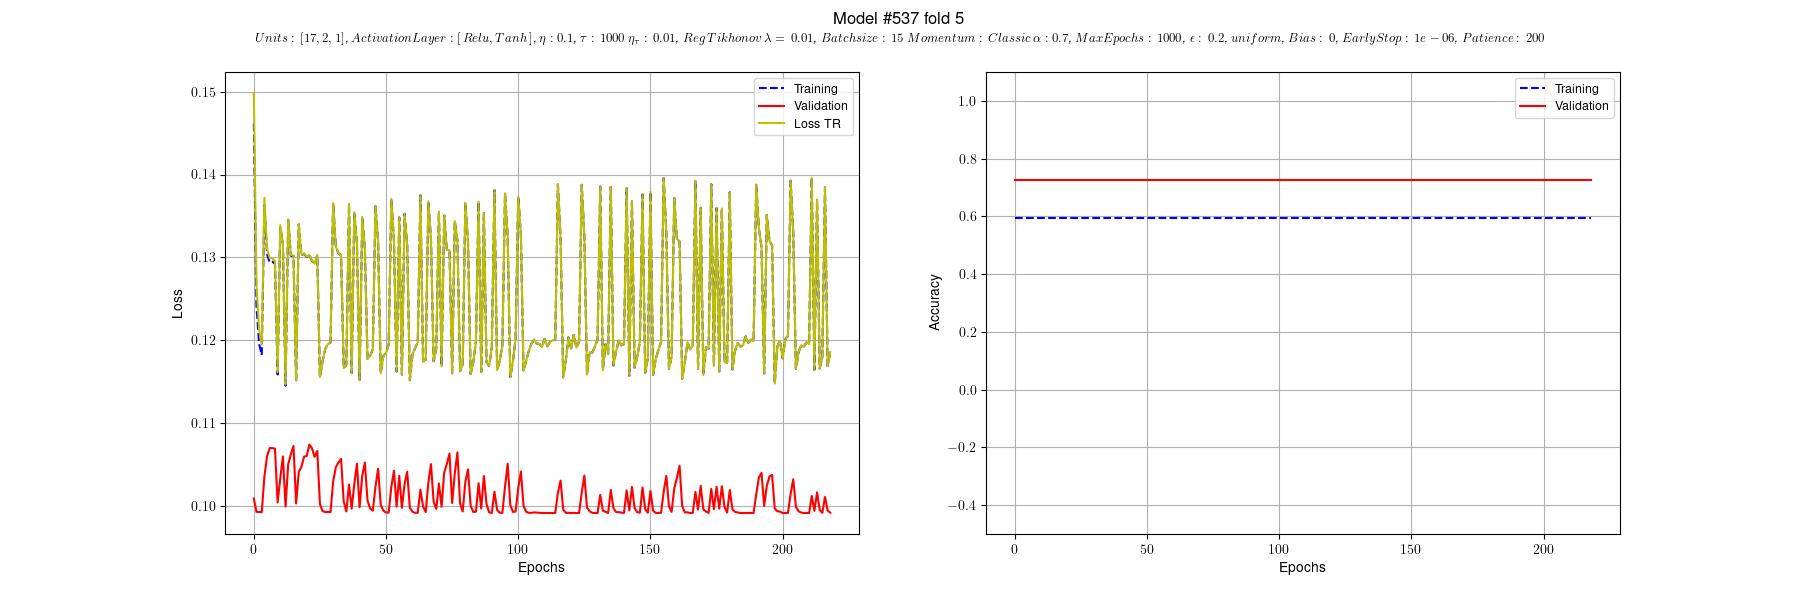 Model #537 fold 5
Units : [17, 2, 1], ActivationLayer : [ Relu, Tanh ], η : 0.1, τ : 1000 ητ : 0.01, RegTikhonov λ = 0.01, Batchsize : 15 Momentum : Classic α : 0.7, MaxEpochs : 1000, ϵ : 0.2, uniform, Bias : 0, EarlyStop : 1e − 06, Patience : 200
Training
Validation
Loss TR
0.15
0.14
0.13
0.12
0.11
0.10
Loss
0
50
100
150
200
Epochs
Training
Validation
1.0
0.8
0.6
0.4
0.2
0.0
−0.2
−0.4
Accuracy
0
50
100
150
200
Epochs